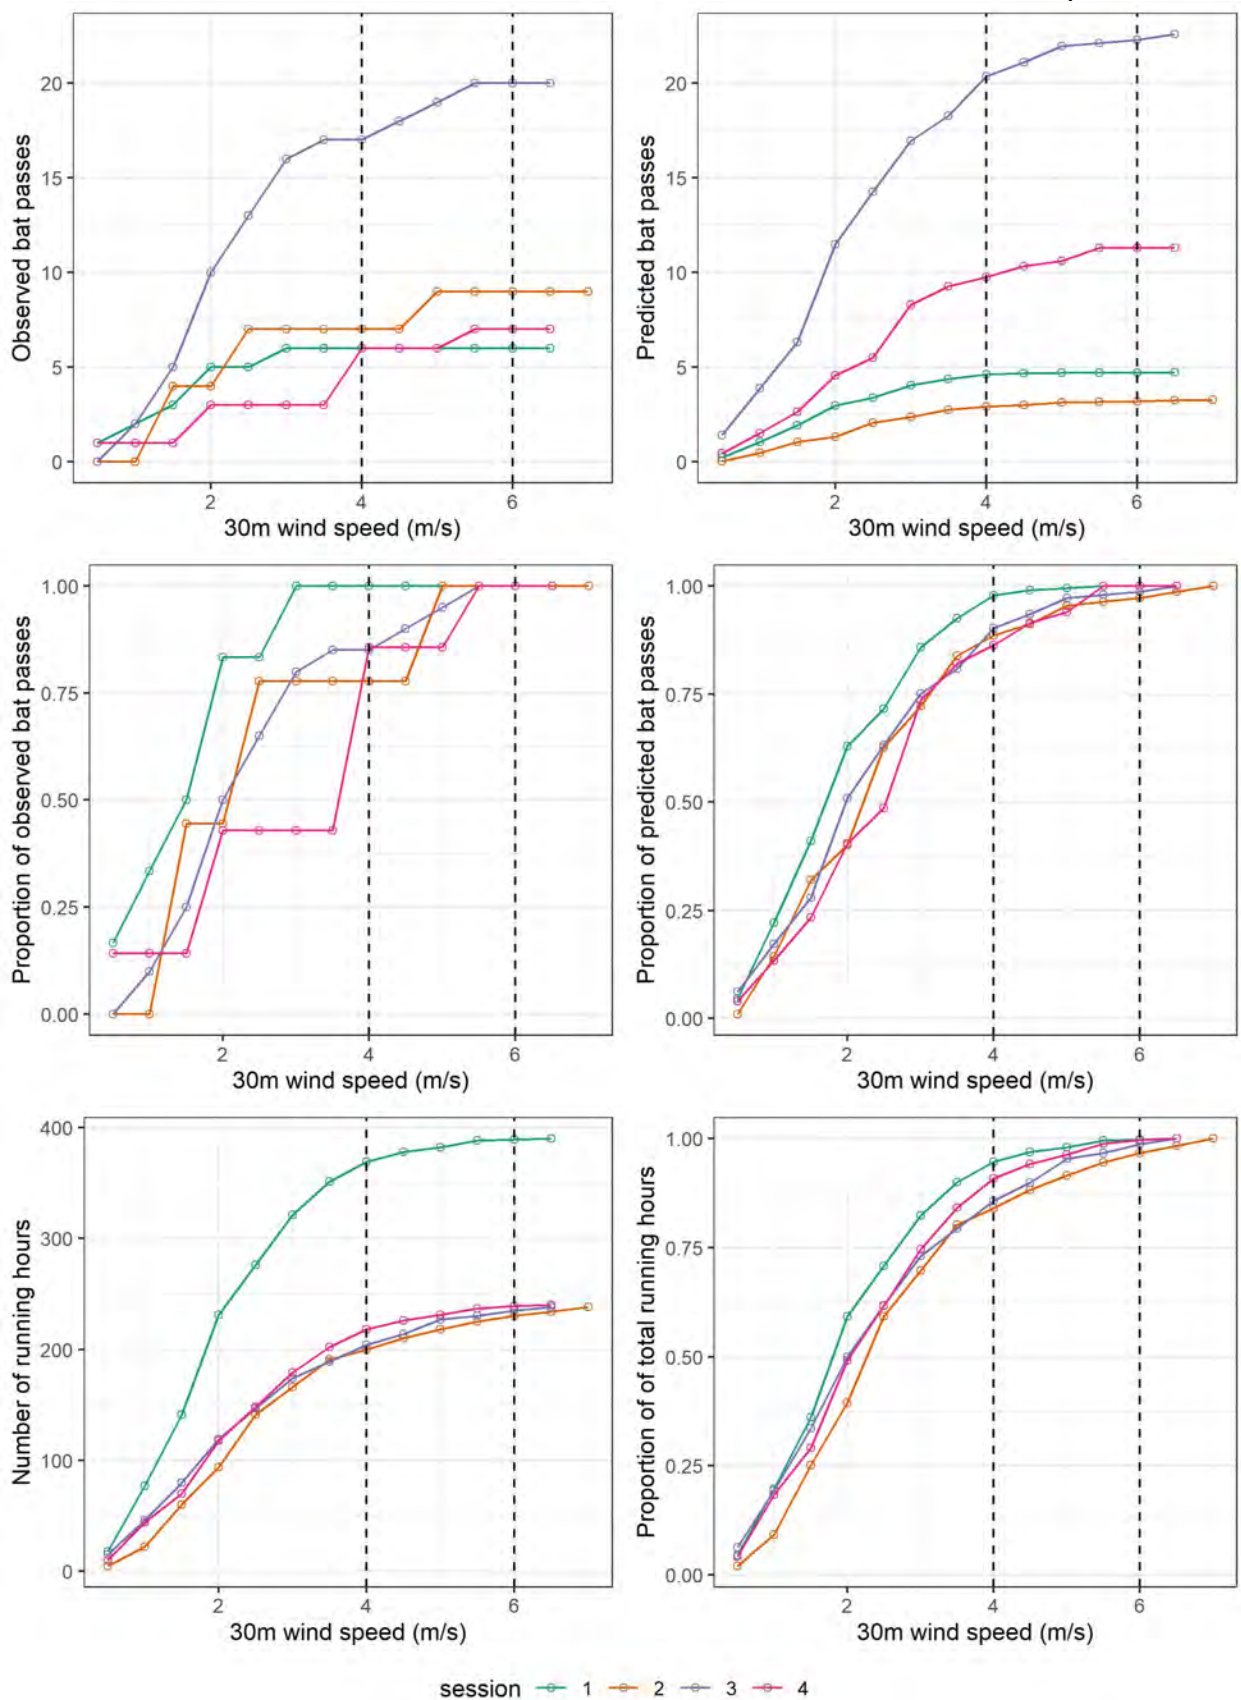 Observed bat passes
20
15
10
5
0
2 4 6
30m wind speed (m/s)
Predicted bat passes
20
15
10
5
0
2 4 6
30m wind speed (m/s)
Proportion of observed bat passes
1.00
0.75
0.50
0.25
0.00
2 4 6
30m wind speed (m/s)
Proportion of predicted bat passes
1.00
0.75
0.50
0.25
0.00
2 4 6
30m wind speed (m/s)
Number of running hours
400
300
200
100
0
2 4 6
30m wind speed (m/s)
Proportion of of total running hours
1.00
0.75
0.50
0.25
0.00
2 4 6
30m wind speed (m/s)
session 1 2 3 4